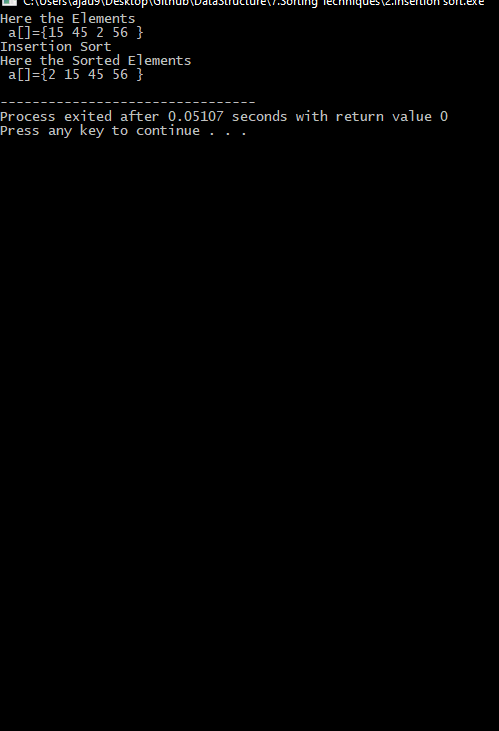 C:\Users\ajau9\Desktop\Github\DataStructure\7.Sorting Techniques\2.Insertion sort.exe
Here the Elements
a[]={15 45 2 56 }
Insertion Sort
Here the Sorted Elements
a[]={2 15 45 56 }
--------------------------------
Process exited after 0.05107 seconds with return value 0
Press any key to continue . . .